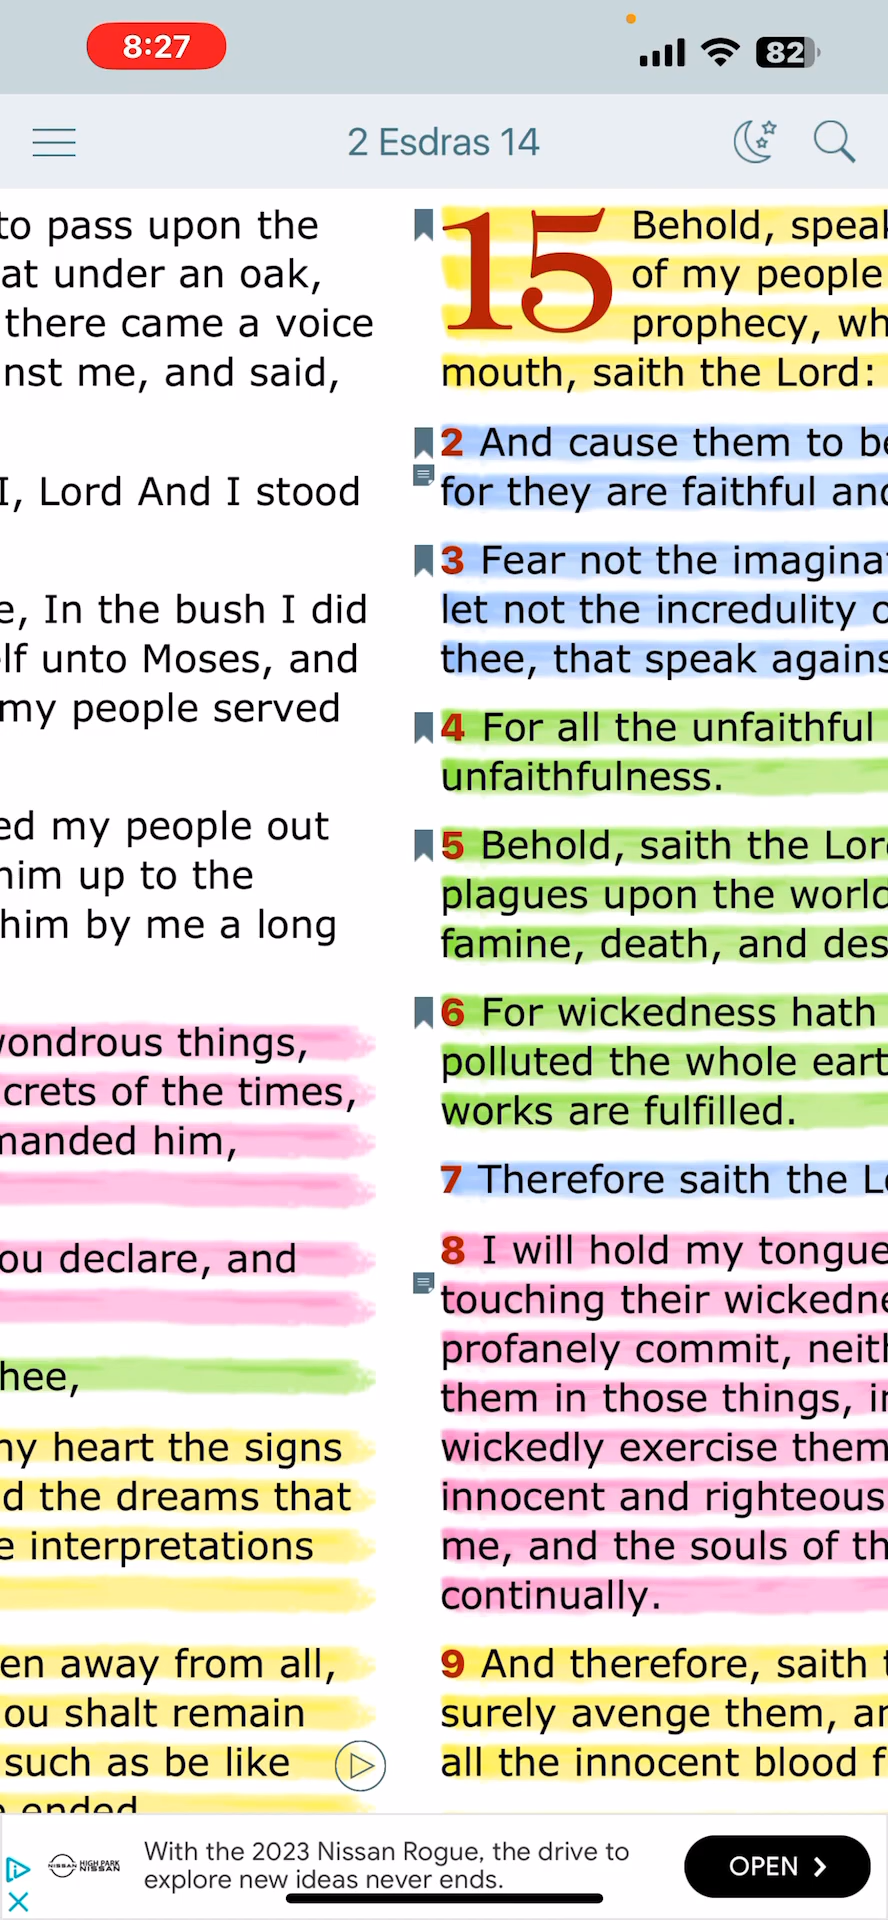 8:27
82
2 Esdras 14
to pass upon the
at under an oak,
there came a voice
nst me, and said,
I, Lord And I stood
e, In the bush I did
lf unto Moses, and
my people served
ed my people out
him up to the
him by me a long
wondrous things,
crets of the times,
manded him,
ou declare, and
hee,
ny heart the signs
d the dreams that
e interpretations
en away from all,
ou shalt remain
such as be like
ended
15 Behold, speak
of my people
prophecy, wh
mouth, saith the Lord:
2 And cause them to be
for they are faithful and
3 Fear not the imagina
let not the incredulity o
thee, that speak agains
4 For all the unfaithful
unfaithfulness.
5 Behold, saith the Lor
plagues upon the world
famine, death, and des
6 For wickedness hath
polluted the whole eart
works are fulfilled.
7 Therefore saith the Lo
8 I will hold my tongue
touching their wickedne
profanely commit, neith
them in those things, in
wickedly exercise them
innocent and righteous
me, and the souls of th
continually.
9 And therefore, saith t
surely avenge them, an
all the innocent blood f
NISSAN
HIGH PARK
NISSAN
With the 2023 Nissan Rogue, the drive to
explore new ideas never ends.
OPEN